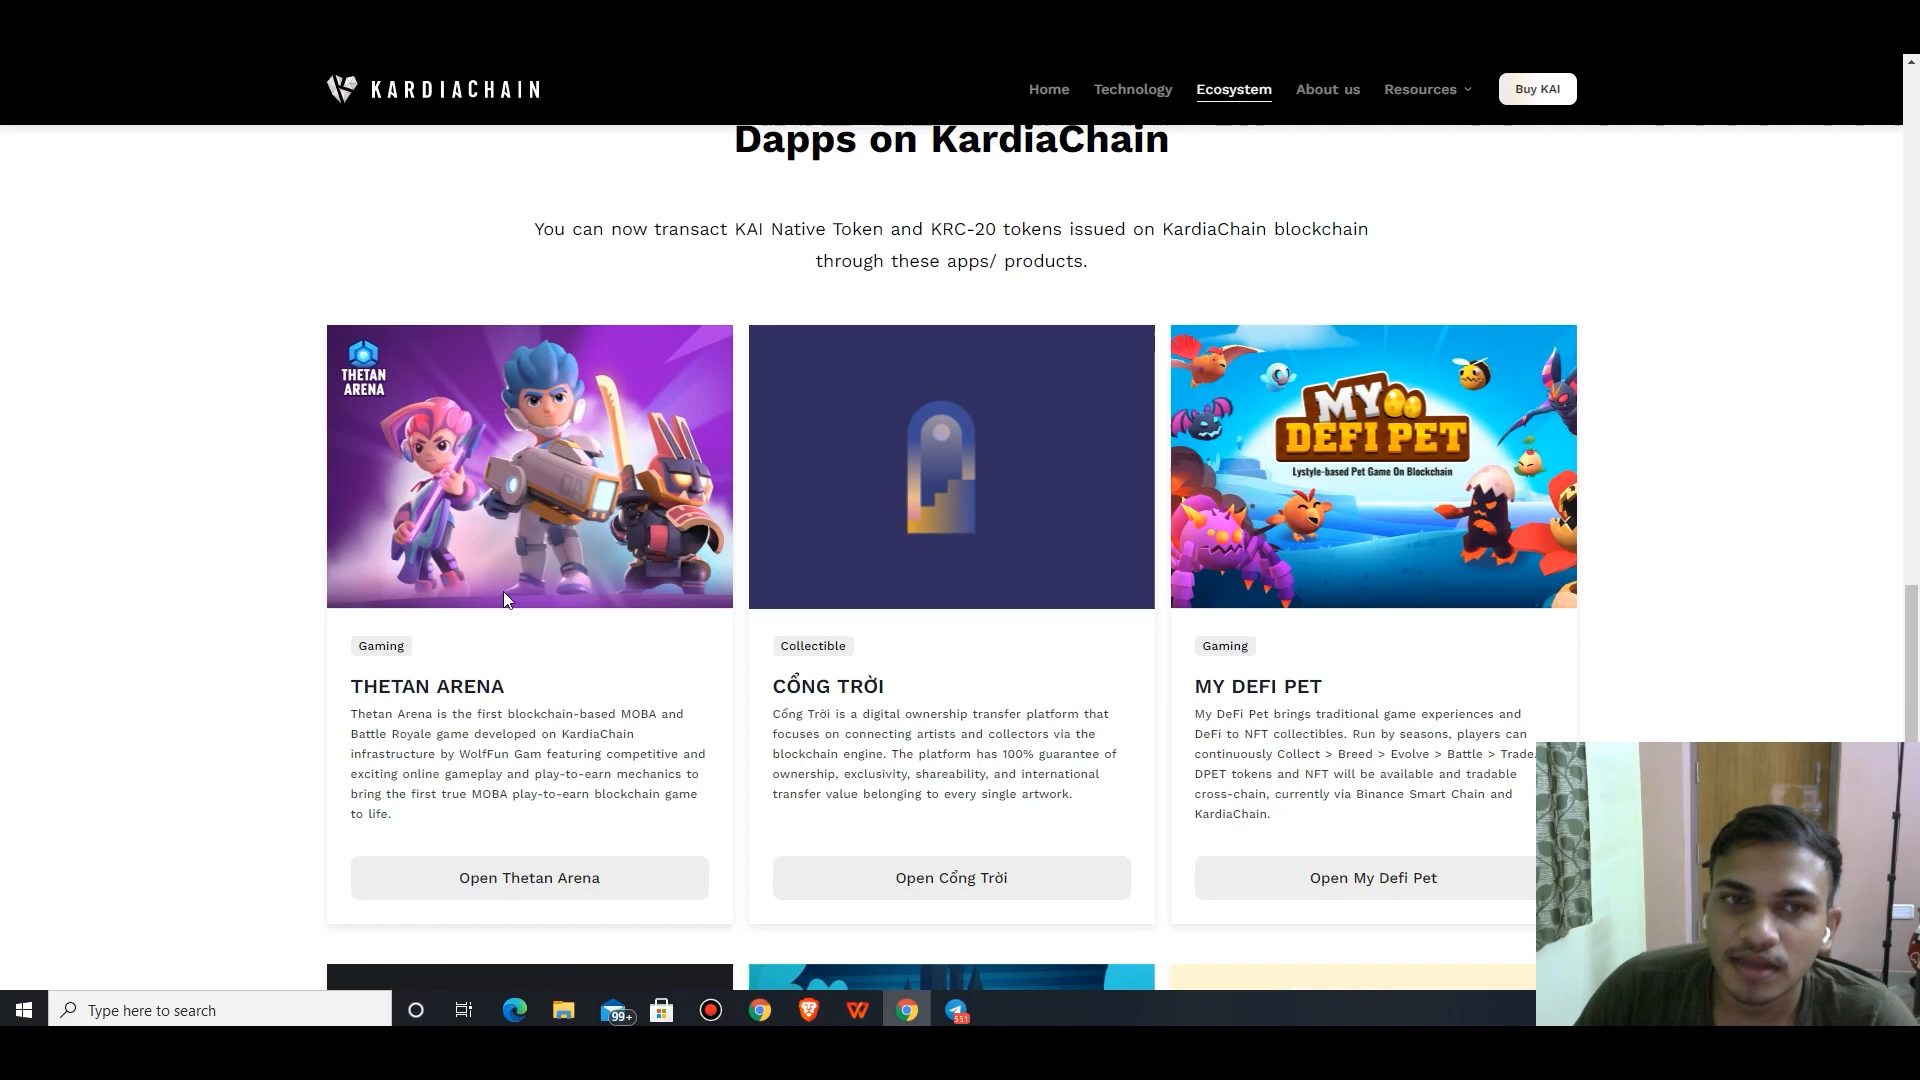 KARDIACHAIN
Home Technology Ecosystem About us Resources Buy KAI
Dapps on KardiaChain
You can now transact KAI Native Token and KRC-20 tokens issued on KardiaChain blockchain
through these apps/ products.
THETAN
ARENA
QA
MY
DEFI PET
Lystyle-based Pet Game On Blockchain
Gaming
THETAN ARENA
Thetan Arena is the first blockchain-based MOBA and
Battle Royale game developed on KardiaChain
infrastructure by WolfFun Gam featuring competitive and
exciting online gameplay and play-to-earn mechanics to
bring the first true MOBA play-to-earn blockchain game
to life.
Open Thetan Arena
Collectible
CỔNG TRỜI
Cổng Trời is a digital ownership transfer platform that
focuses on connecting artists and collectors via the
blockchain engine. The platform has 100% guarantee of
ownership, exclusivity, shareability, and international
transfer value belonging to every single artwork.
Open Cổng Trời
Gaming
MY DEFI PET
My DeFi Pet brings traditional game experiences and
DeFi to NFT collectibles. Run by seasons, players can
continuously Collect > Breed > Evolve > Battle > Trade.
DPET tokens and NFT will be available and tradable
cross-chain, currently via Binance Smart Chain and
KardiaChain.
Open My Defi Pet
Type here to search
99+
551